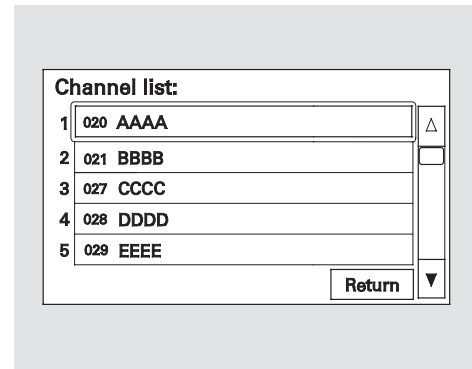 Channel list:
1 020 AAAA
2 021 BBBB
3 027 CCCC
4 028 DDDD
5 029 EEEE
Return